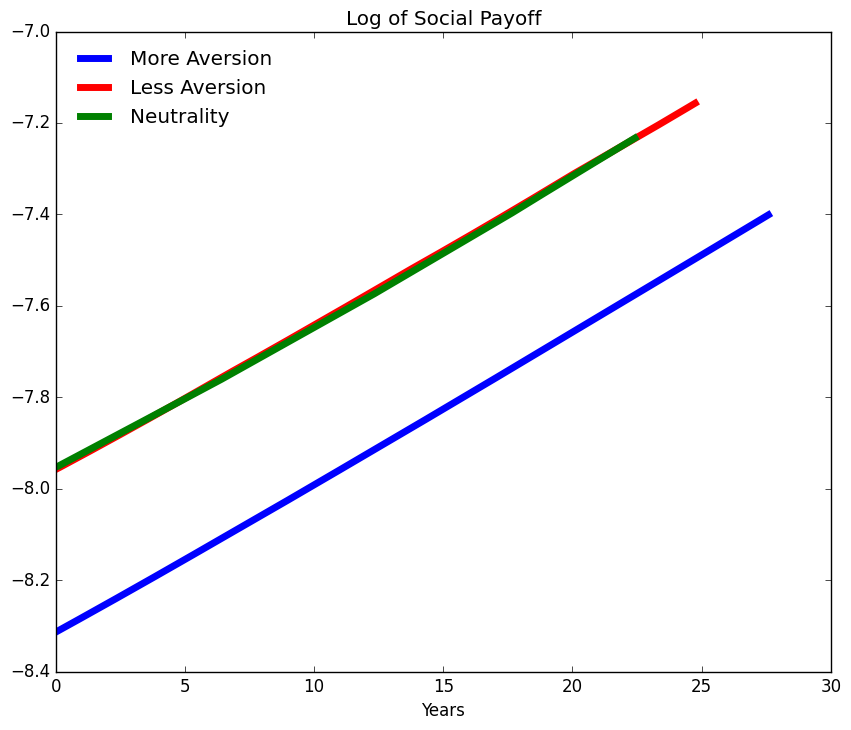 Log of Social Payoff
−7.0
More Aversion
Less Aversion
Neutrality
−7.2
−7.4
−7.6
−7.8
−8.0
−8.2
−8.4
0 5 10 15 20 25 30
Years